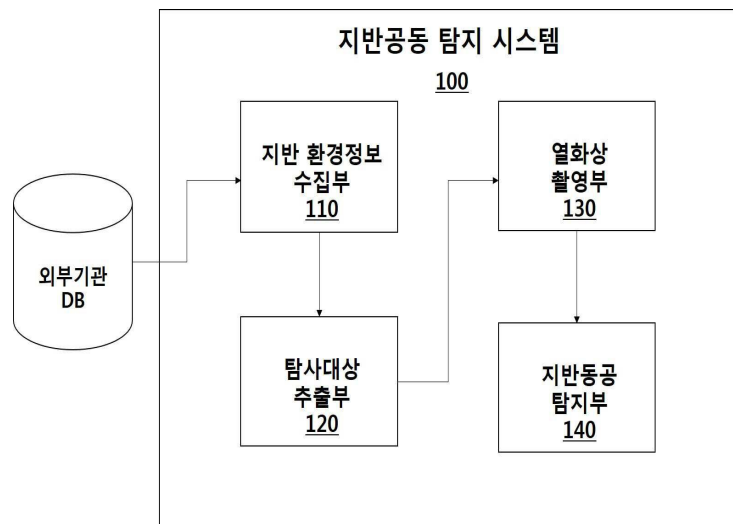 지반공동 탐지 시스템
100
지반 환경정보
수집부
110
열화상
촬영부
130
외부기관
DB
탐사대상
추출부
120
지반동공
탐지부
140